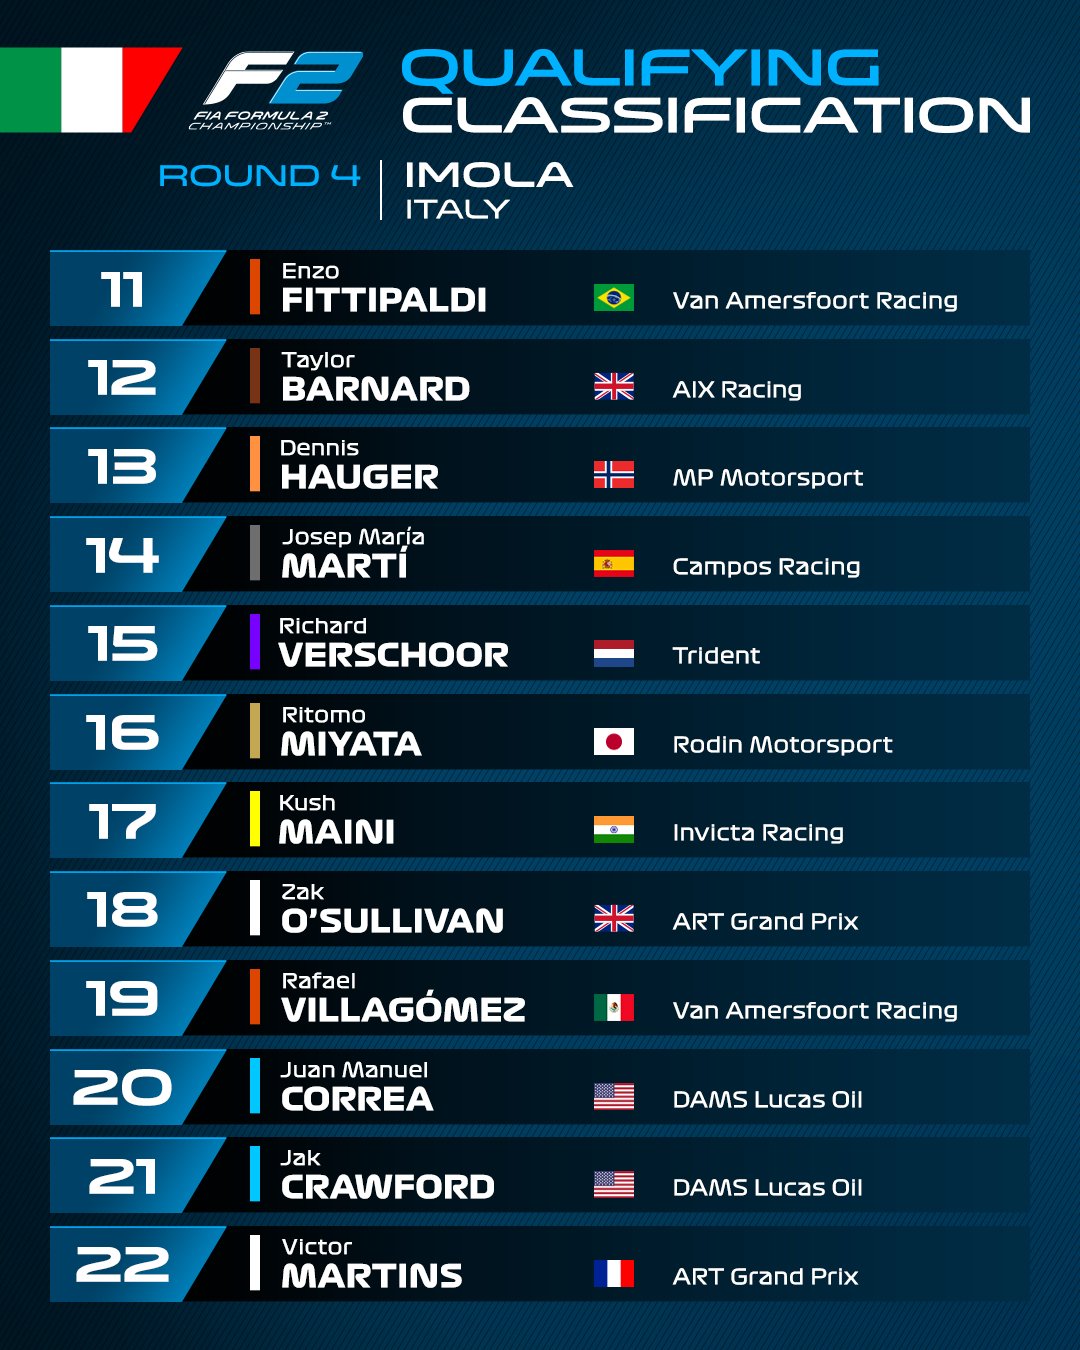 F2
FIA FORMULA 2
CHAMPIONSHIP™
QUALIFYING
CLASSIFICATION
ROUND 4
IMOLA
ITALY
11
Enzo
FITTIPALDI
Van Amersfoort Racing
12
Taylor
BARNARD
AIX Racing
13
Dennis
HAUGER
MP Motorsport
14
Josep María
MARTÍ
Campos Racing
15
Richard
VERSCHOOR
Trident
16
Ritomo
MIYATA
Rodin Motorsport
17
Kush
MAINI
Invicta Racing
18
Zak
O'SULLIVAN
ART Grand Prix
19
Rafael
VILLAGÓMEZ
Van Amersfoort Racing
20
Juan Manuel
CORREA
DAMS Lucas Oil
21
Jak
CRAWFORD
DAMS Lucas Oil
22
Victor
MARTINS
ART Grand Prix